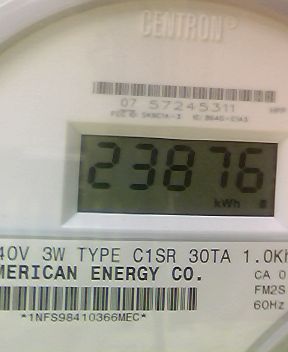 CENTRON®
07 57245311
23876
kWh
40V 3W TYPE C1SR 30TA 1.0Kh
MERICAN ENERGY CO.
CA 0
FM2S
60Hz
*1NFS98410366MEC*